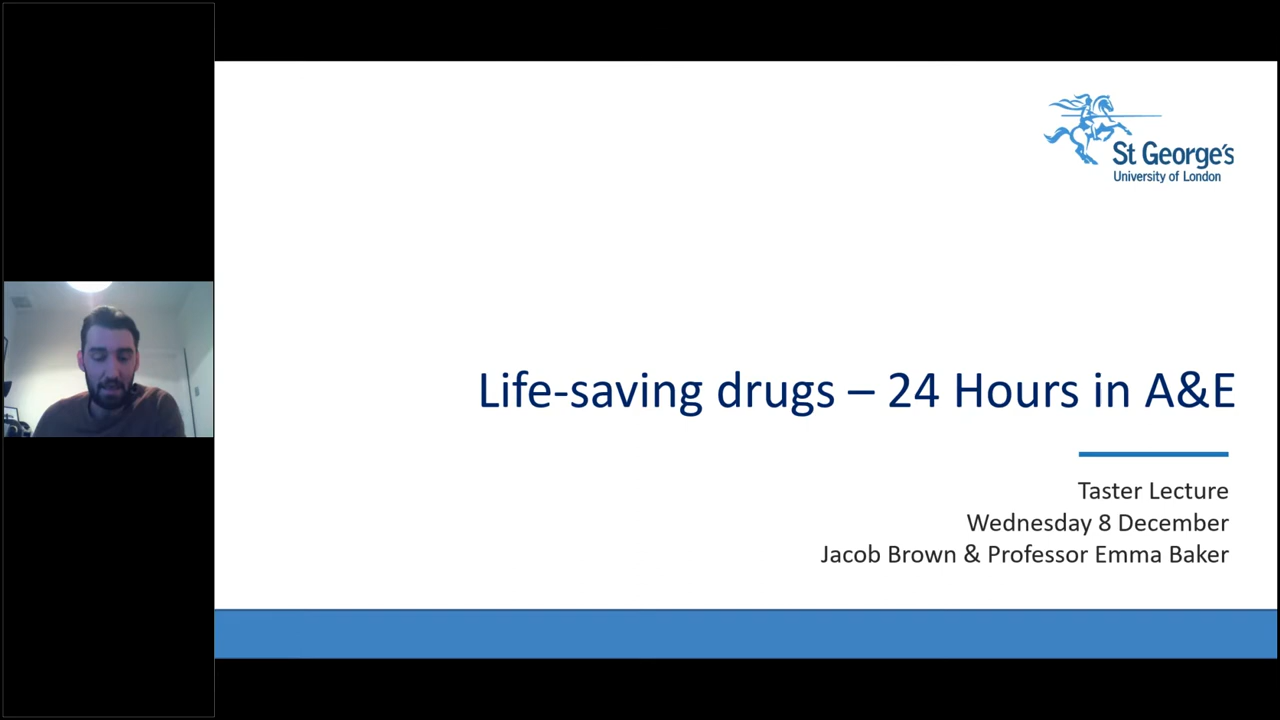 St George's
University of London
Life-saving drugs – 24 Hours in A&E
Taster Lecture
Wednesday 8 December
Jacob Brown & Professor Emma Baker